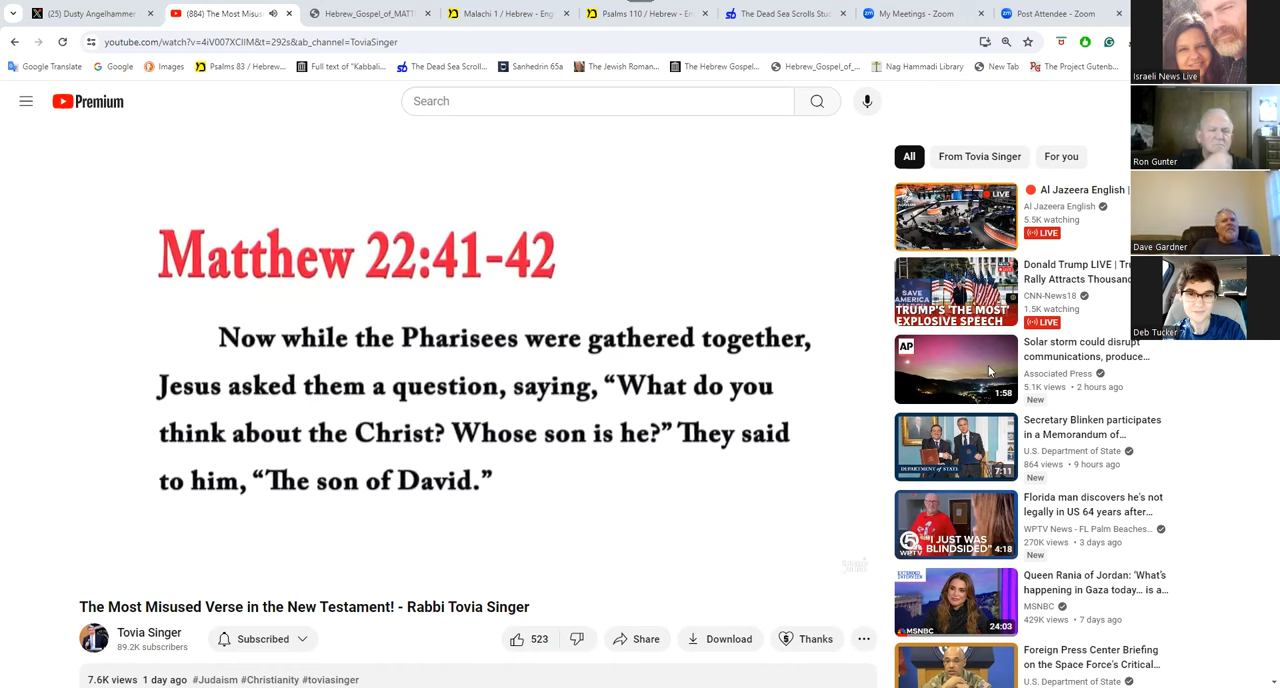 (25) Dusty Angelhammer
(884) The Most Misus
Hebrew_Gospel_of_MATT
Malachi 1 / Hebrew - Eng
Psalms 110 / Hebrew - En
The Dead Sea Scrolls Stu
My Meetings - Zoom
Post Attendee - Zoom
youtube.com/watch?v=4iV007XCIIM&t=292s&ab_channel=ToviaSinger
Google Translate
Google
Images
Psalms 83 / Hebrew...
Full text of "Kabbali...
The Dead Sea Scroll...
Sanhedrin 65a
The Jewish Roman...
The Hebrew Gospel...
Hebrew_Gospel_of_...
Nag Hammadi Library
New Tab
The Project Gutenb...
Premium
Search
Matthew 22:41-42
Now while the Pharisees were gathered together,
Jesus asked them a question, saying, “What do you
think about the Christ? Whose son is he?” They said
to him, “The son of David.”
The Most Misused Verse in the New Testament! - Rabbi Tovia Singer
Tovia Singer
89.2K subscribers
Subscribed
523
Share
Download
Thanks
7.6K views 1 day ago #Judaism #Christianity #toviasinger
All
From Tovia Singer
For you
LIVE
Al Jazeera English |
Al Jazeera English
5.5K watching
LIVE
SAVE
AMERICA
TRUMP'S 'THE MOST
EXPLOSIVE SPEECH
Donald Trump LIVE | Tru
Rally Attracts Thousand
CNN-News18
1.5K watching
LIVE
AP
1:58
Solar storm could disrupt
communications, produce...
Associated Press
5.1K views • 2 hours ago
New
DEPARTMENT of STATE
7:11
Secretary Blinken participates
in a Memorandum of...
U.S. Department of State
864 views • 9 hours ago
New
5
WPTV
"I JUST WAS
BLINDSIDED"
4:18
Florida man discovers he's not
legally in US 64 years after...
WPTV News - FL Palm Beaches...
270K views • 3 days ago
New
EXTENDED
INTERVIEW
MSNBC
24:03
Queen Rania of Jordan: ‘What’s
happening in Gaza today... is a...
MSNBC
429K views • 7 days ago
Foreign Press Center Briefing
on the Space Force's Critical...
U.S. Department of State
Israeli News Live
Ron Gunter
Dave Gardner
Deb Tucker